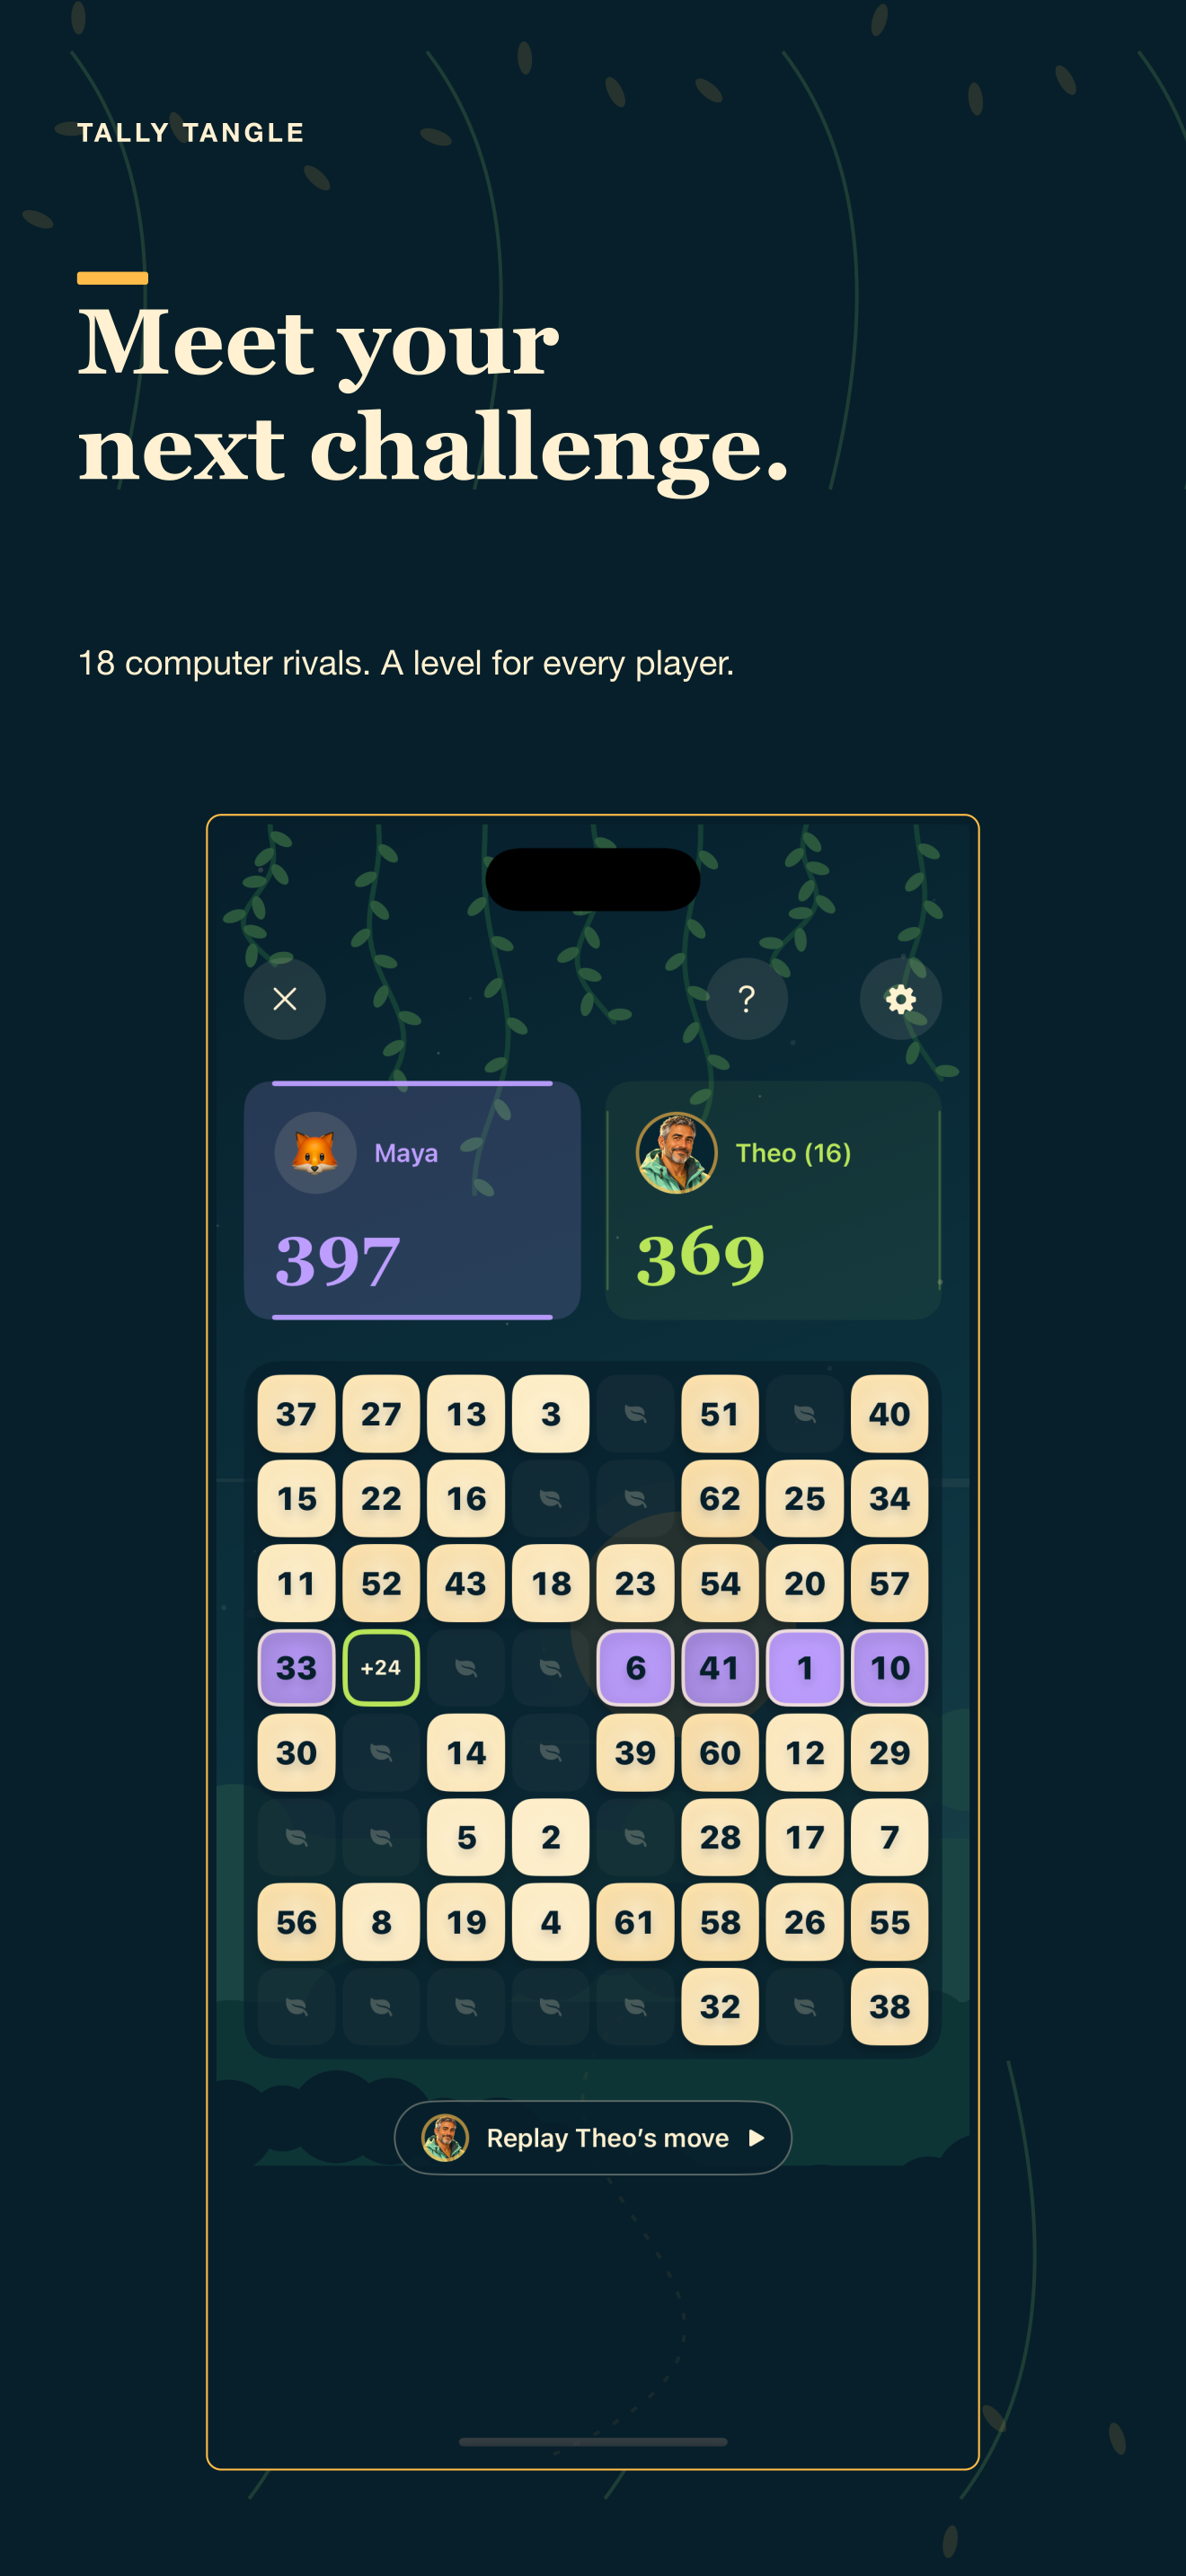 TALLY TANGLE
Meet your
next challenge.
18 computer rivals. A level for every player.
?
Maya
Theo (16)
397
369
37 27 13 3 51 40
15 22 16 62 25 34
11 52 43 18 23 54 20 57
33 +24 6 41 1 10
30 14 39 60 12 29
5 2 28 17 7
56 8 19 4 61 58 26 55
32 38
Replay Theo’s move